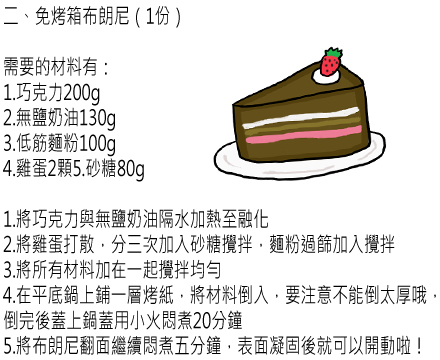 二、免烤箱布朗尼（1份）
需要的材料有：
1.巧克力200g
2.無鹽奶油130g
3.低筋麵粉100g
4.雞蛋2顆5.砂糖80g
1.將巧克力與無鹽奶油隔水加熱至融化
2.將雞蛋打散，分三次加入砂糖攪拌，麵粉過篩加入攪拌
3.將所有材料加在一起攪拌均勻
4.在平底鍋上鋪一層烤紙，將材料倒入，要注意不能倒太厚哦，
倒完後蓋上鍋蓋用小火悶煮20分鐘
5.將布朗尼翻面繼續悶煮五分鐘，表面凝固後就可以開動啦！